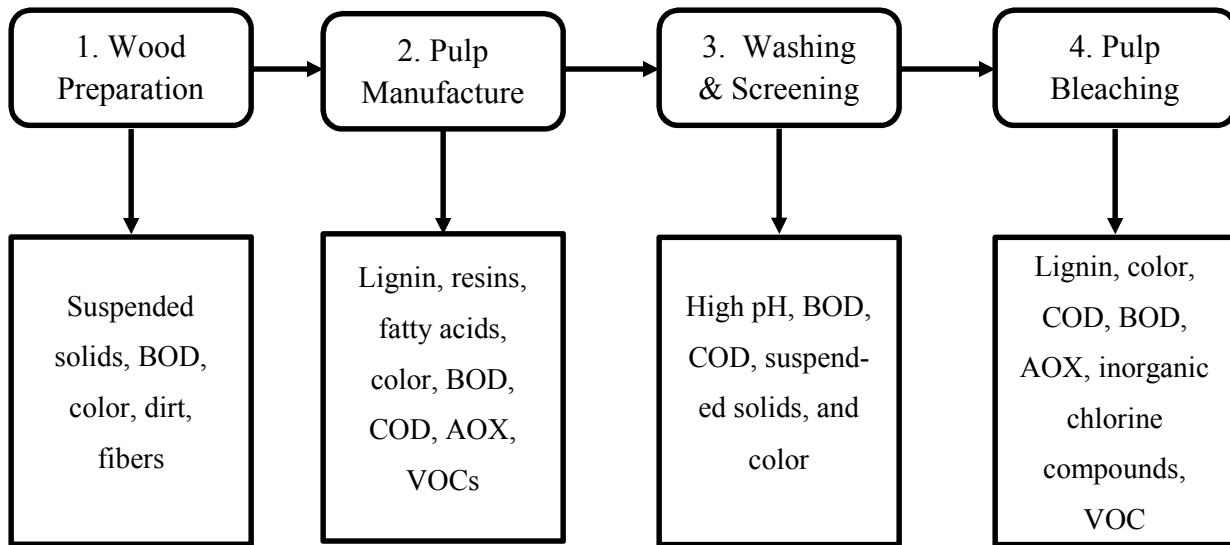 1. Wood
Preparation
2. Pulp
Manufacture
3. Washing
& Screening
4. Pulp
Bleaching
Suspended
solids, BOD,
color, dirt,
fibers
Lignin, resins,
fatty acids,
color, BOD,
COD, AOX,
VOCs
High pH, BOD,
COD, suspend-
ed solids, and
color
Lignin, color,
COD, BOD,
AOX, inorganic
chlorine
compounds,
VOC